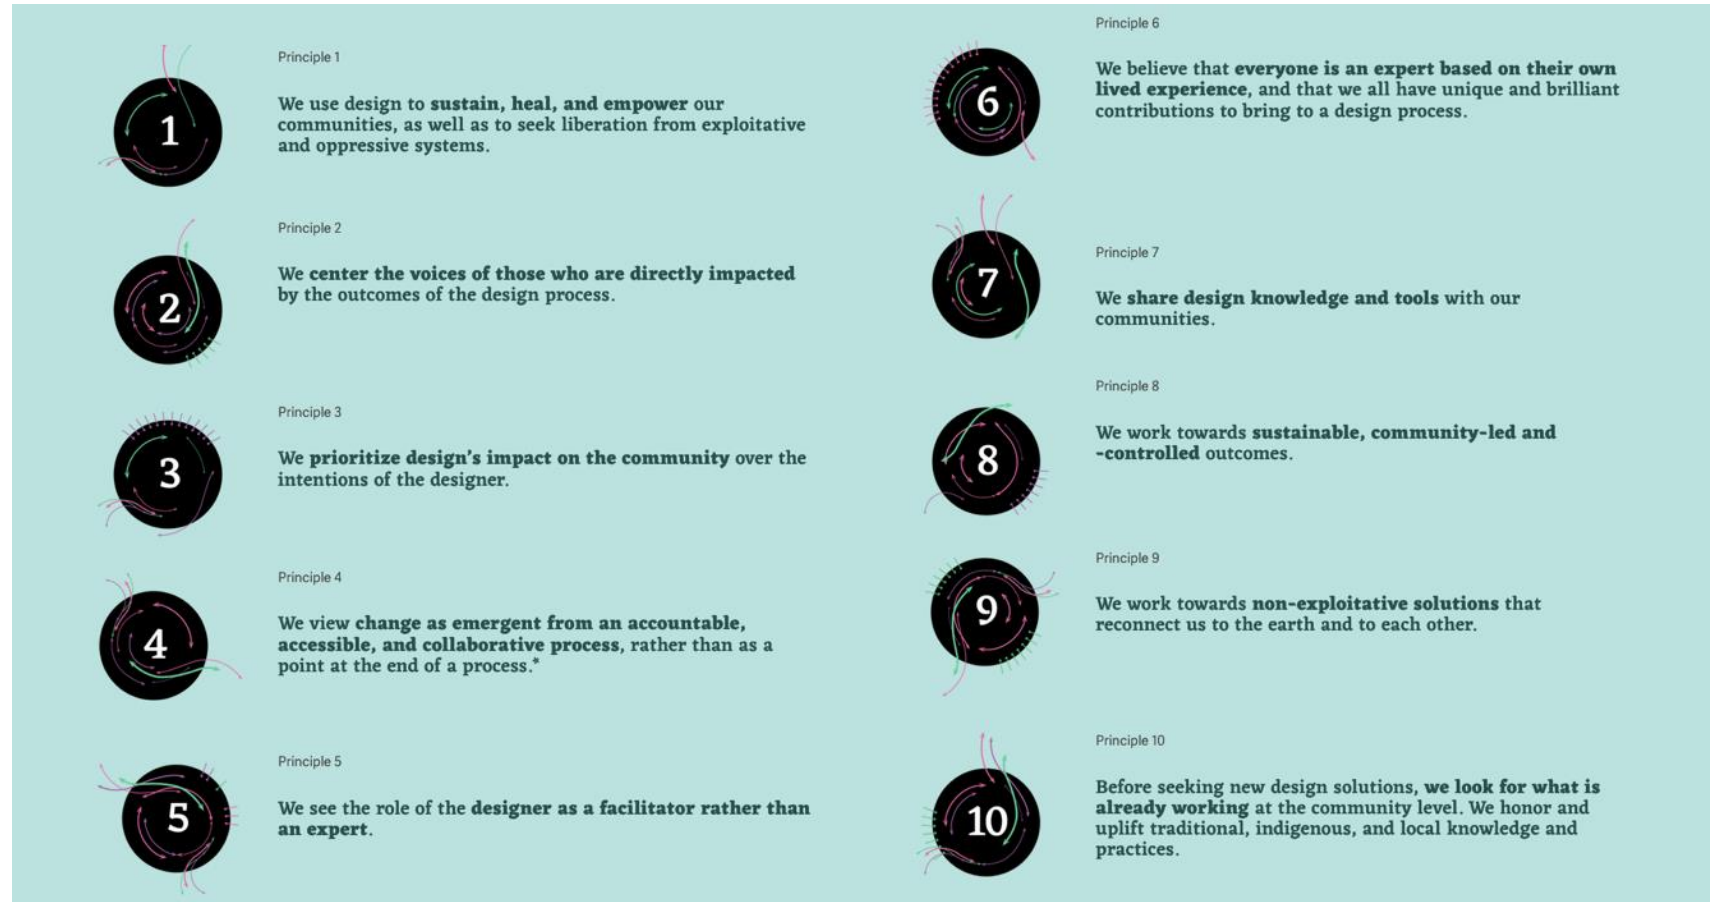 1
Principle 1
We use design to sustain, heal, and empower our
communities, as well as to seek liberation from exploitative
and oppressive systems.
2
Principle 2
We center the voices of those who are directly impacted
by the outcomes of the design process.
3
Principle 3
We prioritize design's impact on the community over the
intentions of the designer.
4
Principle 4
We view change as emergent from an accountable,
accessible, and collaborative process, rather than as a
point at the end of a process.*
5
Principle 5
We see the role of the designer as a facilitator rather than
an expert.
6
Principle 6
We believe that everyone is an expert based on their own
lived experience, and that we all have unique and brilliant
contributions to bring to a design process.
7
Principle 7
We share design knowledge and tools with our
communities.
8
Principle 8
We work towards sustainable, community-led and
-controlled outcomes.
9
Principle 9
We work towards non-exploitative solutions that
reconnect us to the earth and to each other.
10
Principle 10
Before seeking new design solutions, we look for what is
already working at the community level. We honor and
uplift traditional, indigenous, and local knowledge and
practices.